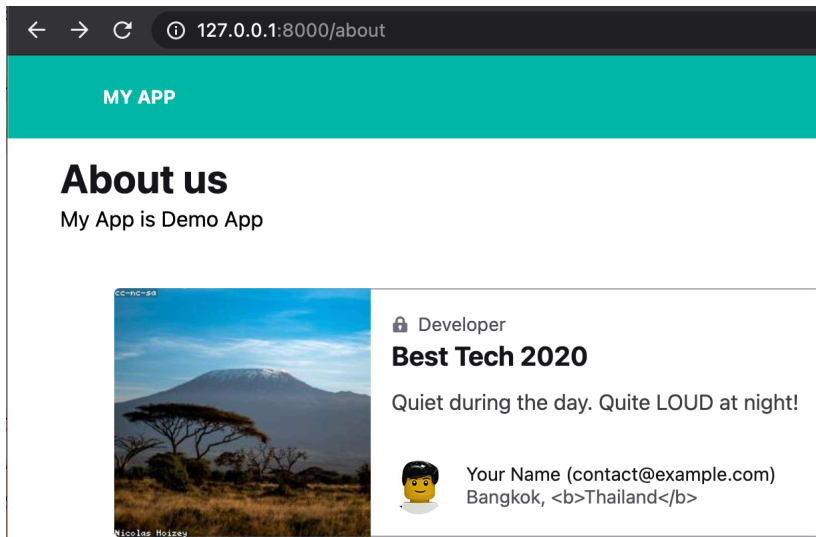 127.0.0.1:8000/about
MY APP
About us
My App is Demo App
cc-nc-sa
Developer
Best Tech 2020
Quiet during the day. Quite LOUD at night!
Your Name (contact@example.com)
Bangkok, <b>Thailand</b>
Nicolas Hoizey